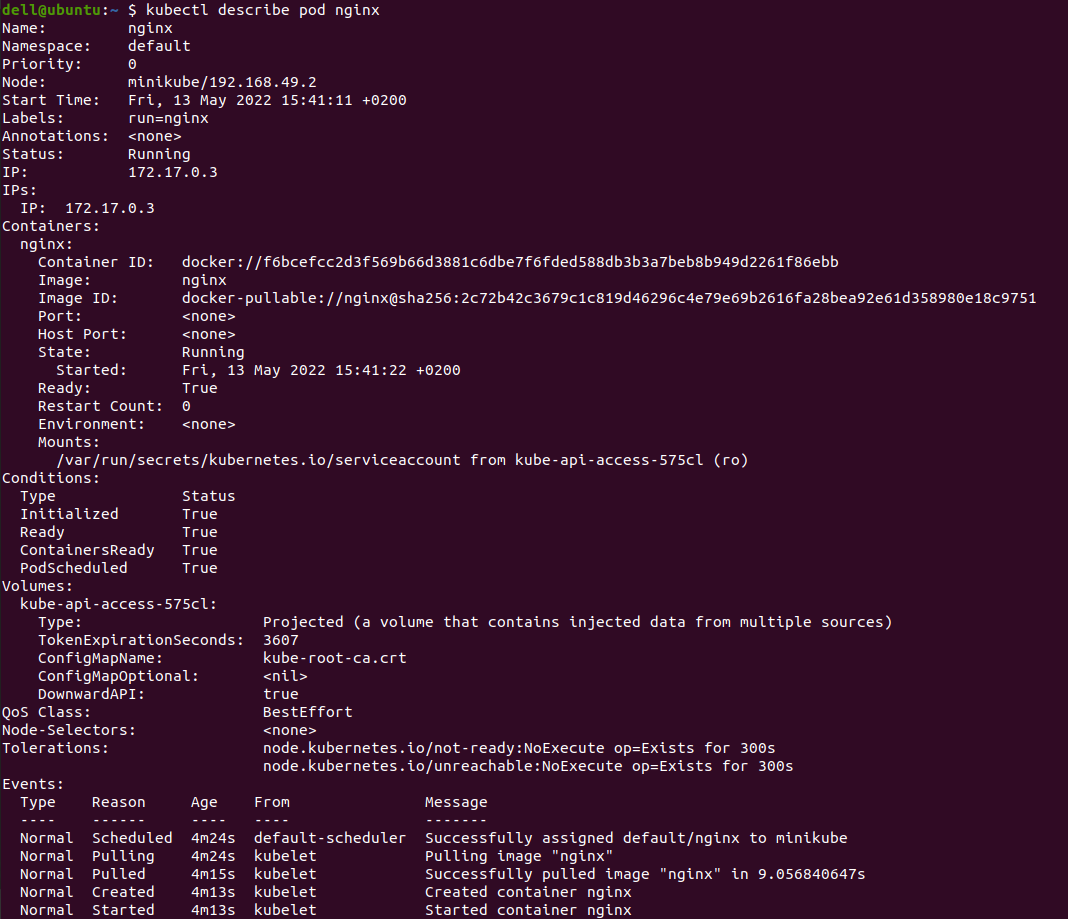 dell@ubuntu:~ $ kubectl describe pod nginx
Name:         nginx
Namespace:    default
Priority:     0
Node:         minikube/192.168.49.2
Start Time:   Fri, 13 May 2022 15:41:11 +0200
Labels:       run=nginx
Annotations:  <none>
Status:       Running
IP:           172.17.0.3
IPs:
  IP:  172.17.0.3
Containers:
  nginx:
    Container ID:   docker://f6bcefcc2d3f569b66d3881c6dbe7f6fded588db3b3a7beb8b949d2261f86ebb
    Image:          nginx
    Image ID:       docker-pullable://nginx@sha256:2c72b42c3679c1c819d46296c4e79e69b2616fa28bea92e61d358980e18c9751
    Port:           <none>
    Host Port:      <none>
    State:          Running
      Started:      Fri, 13 May 2022 15:41:22 +0200
    Ready:          True
    Restart Count:  0
    Environment:    <none>
    Mounts:
      /var/run/secrets/kubernetes.io/serviceaccount from kube-api-access-575cl (ro)
Conditions:
  Type              Status
  Initialized       True
  Ready             True
  ContainersReady   True
  PodScheduled      True
Volumes:
  kube-api-access-575cl:
    Type:                    Projected (a volume that contains injected data from multiple sources)
    TokenExpirationSeconds:  3607
    ConfigMapName:           kube-root-ca.crt
    ConfigMapOptional:       <nil>
    DownwardAPI:             true
QoS Class:                   BestEffort
Node-Selectors:              <none>
Tolerations:                 node.kubernetes.io/not-ready:NoExecute op=Exists for 300s
                             node.kubernetes.io/unreachable:NoExecute op=Exists for 300s
Events:
  Type    Reason     Age    From               Message
  ----    ------     ----   ----               -------
  Normal  Scheduled  4m24s  default-scheduler  Successfully assigned default/nginx to minikube
  Normal  Pulling    4m24s  kubelet            Pulling image "nginx"
  Normal  Pulled     4m15s  kubelet            Successfully pulled image "nginx" in 9.056840647s
  Normal  Created    4m13s  kubelet            Created container nginx
  Normal  Started    4m13s  kubelet            Started container nginx